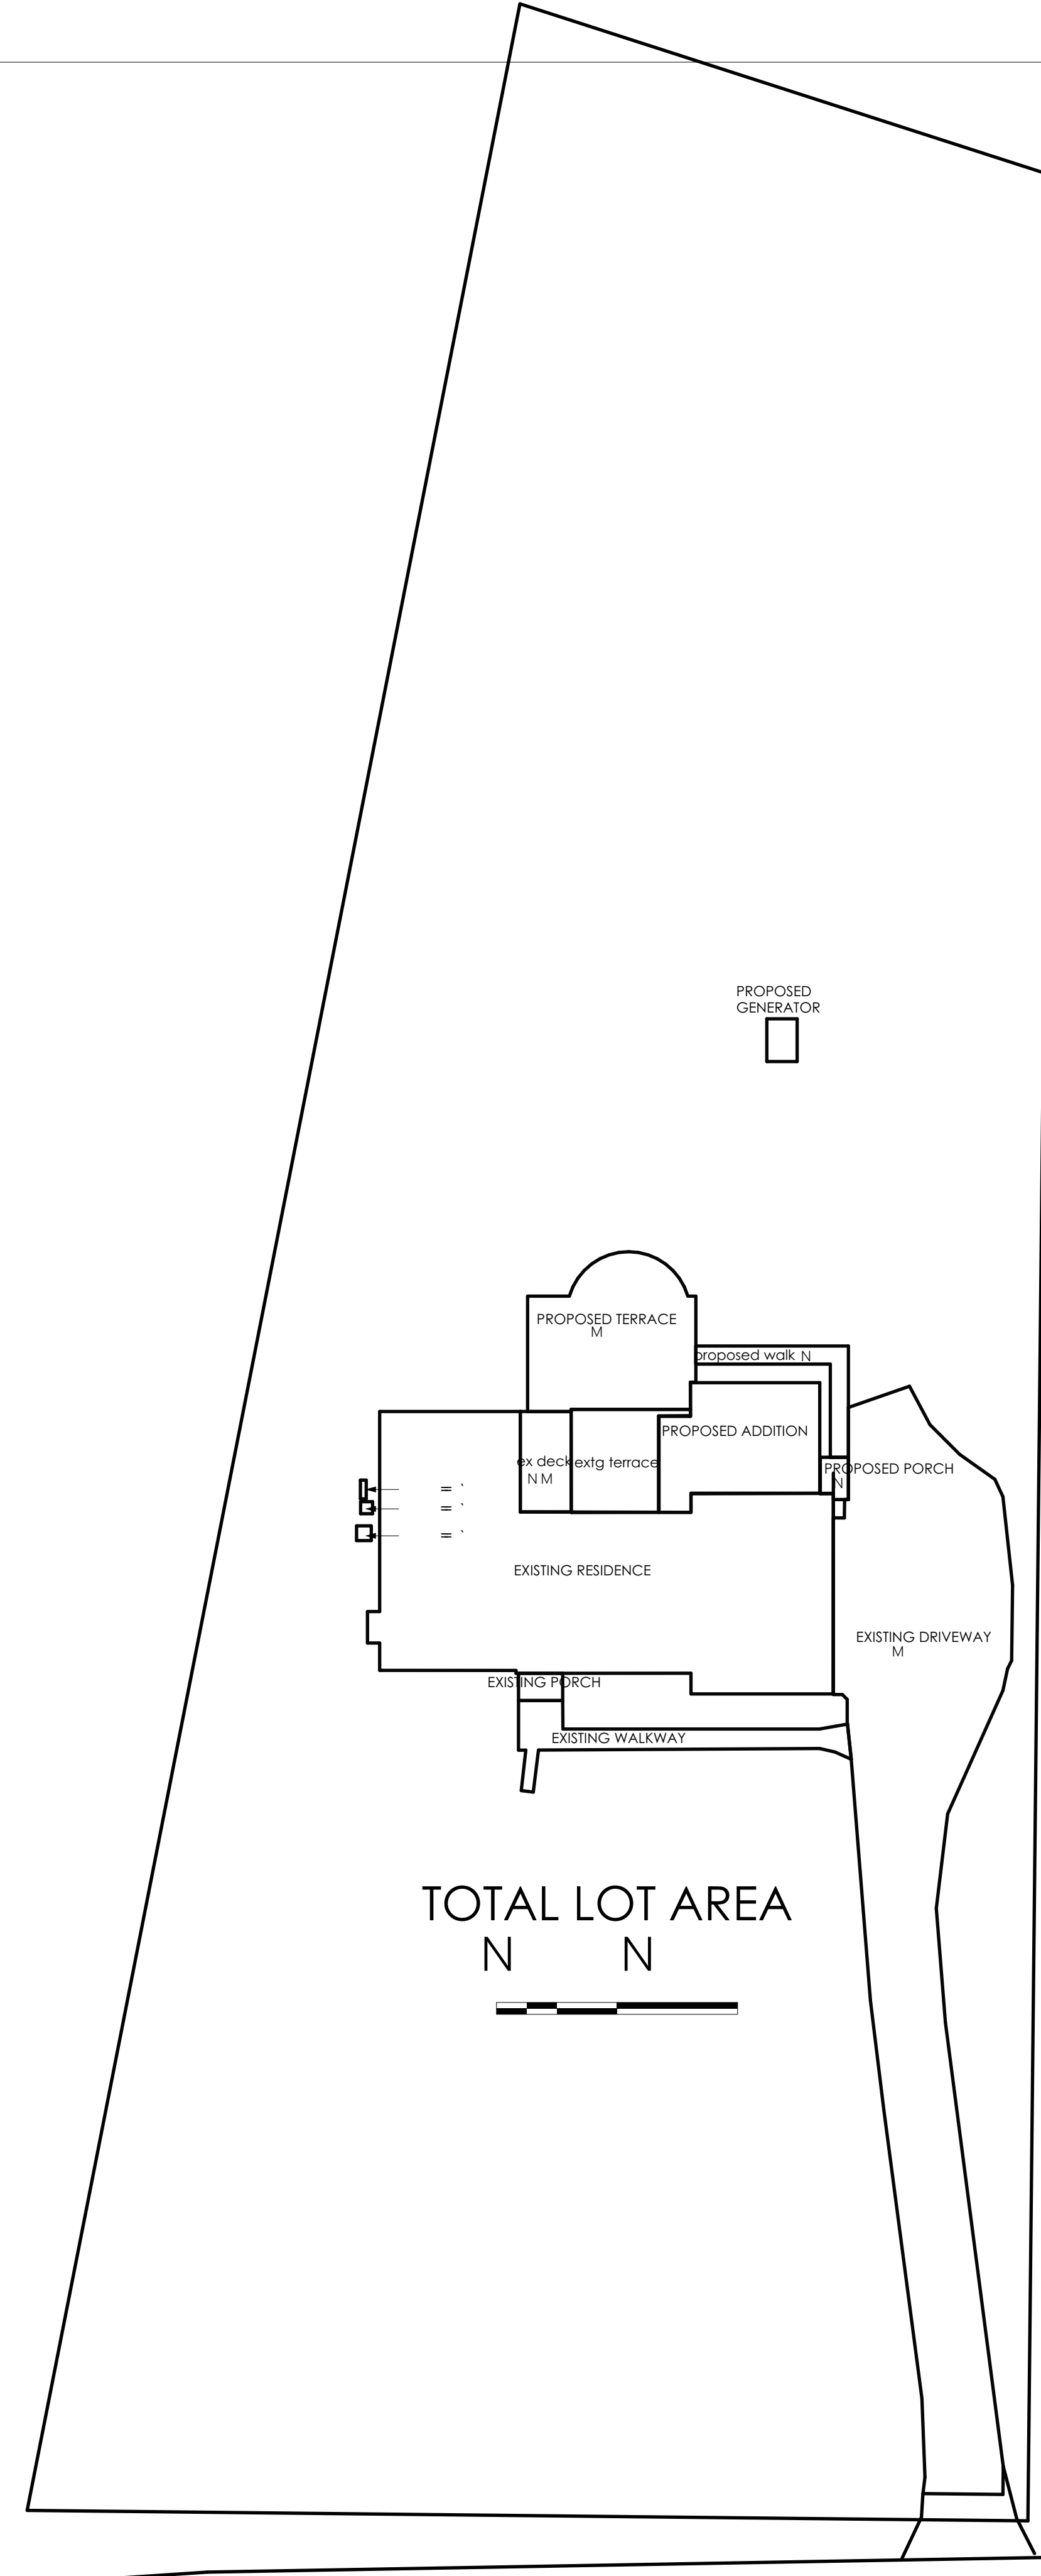 PROPOSED
GENERATOR
PROPOSED TERRACE
M
proposed walk N
PROPOSED ADDITION
ex deck
N M
extg terrace
PROPOSED PORCH
N
= `
= `
= `
EXISTING RESIDENCE
EXISTING DRIVEWAY
M
EXISTING PORCH
EXISTING WALKWAY
TOTAL LOT AREA
N N